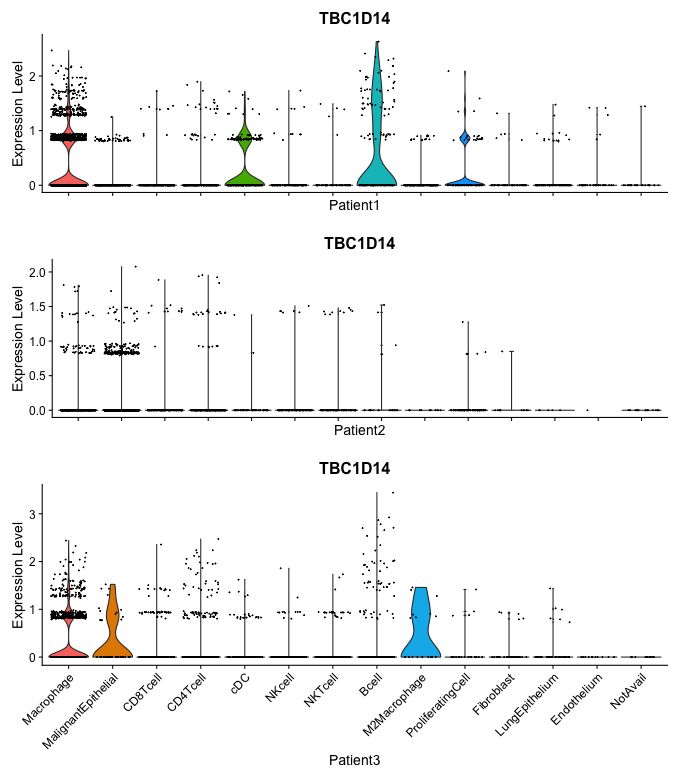 TBC1D14
Expression Level
2
1
0
Patient1
TBC1D14
Expression Level
2.0
1.5
1.0
0.5
0.0
Patient2
TBC1D14
Expression Level
3
2
1
0
Macrophage
MalignantEpithelial
CD8Tcell
CD4Tcell
cDC
NKcell
NKTcell
Bcell
M2Macrophage
ProliferatingCell
Fibroblast
LungEpithelium
Endothelium
NotAvail
Patient3